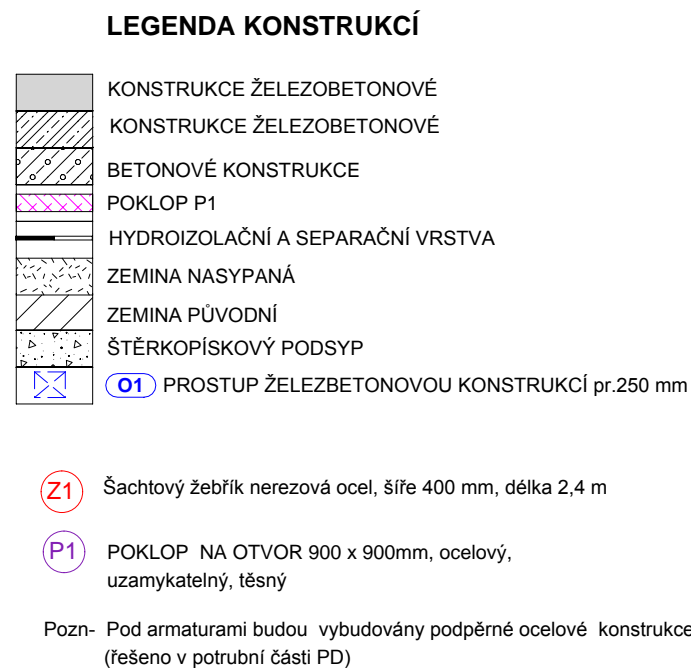 LEGENDA KONSTRUKCÍ
KONSTRUKCE ŽELEZOBETONOVÉ
KONSTRUKCE ŽELEZOBETONOVÉ
BETONOVÉ KONSTRUKCE
POKLOP P1
HYDROIZOLAČNÍ A SEPARAČNÍ VRSTVA
ZEMINA NASYPANÁ
ZEMINA PŮVODNÍ
ŠTĚRKOPÍSKOVÝ PODSYP
O1 PROSTUP ŽELEZBETONOVOU KONSTRUKCÍ pr.250 mm
Z1 Šachtový žebřík nerezová ocel, šíře 400 mm, délka 2,4 m
P1 POKLOP NA OTVOR 900 x 900mm, ocelový,
uzamykatelný, těsný
Pozn- Pod armaturami budou vybudovány podpěrné ocelové konstrukce
(řešeno v potrubní části PD)